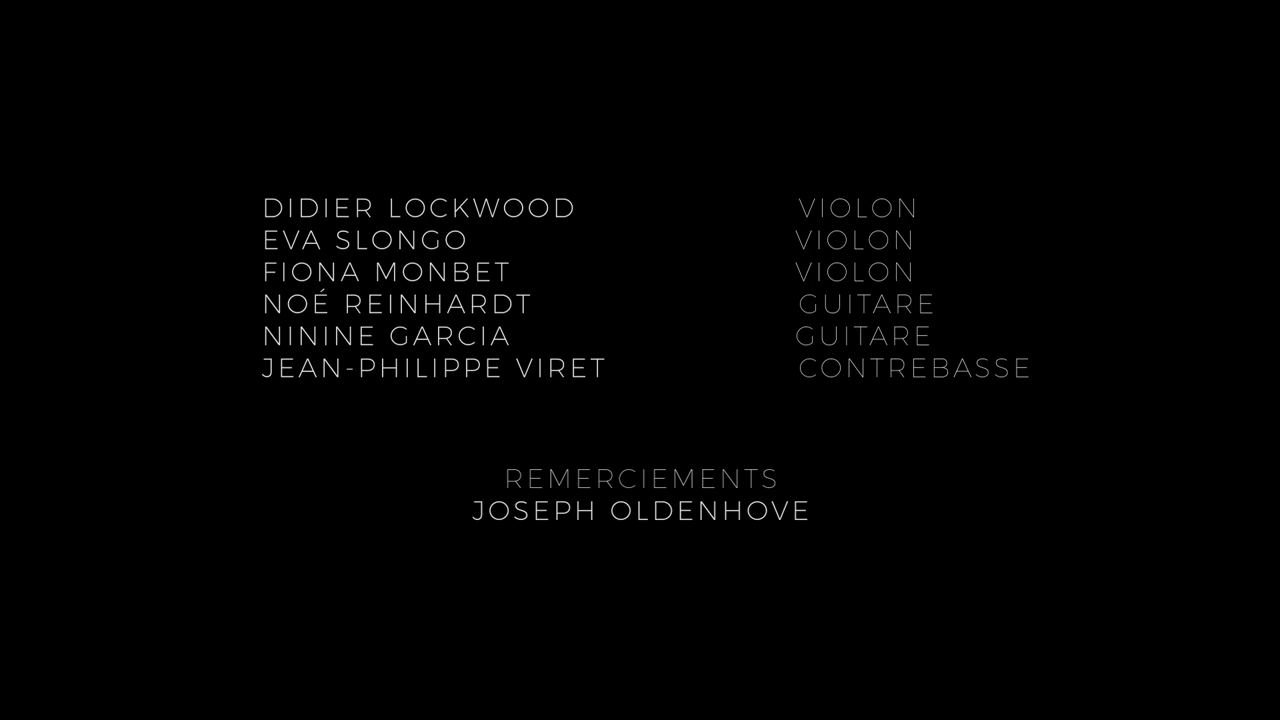 DIDIER LOCKWOOD VIOLON
EVA SLONGO VIOLON
FIONA MONBET VIOLON
NOÉ REINHARDT GUITARE
NININE GARCIA GUITARE
JEAN-PHILIPPE VIRET CONTREBASSE
REMERCIEMENTS
JOSEPH OLDENHOVE